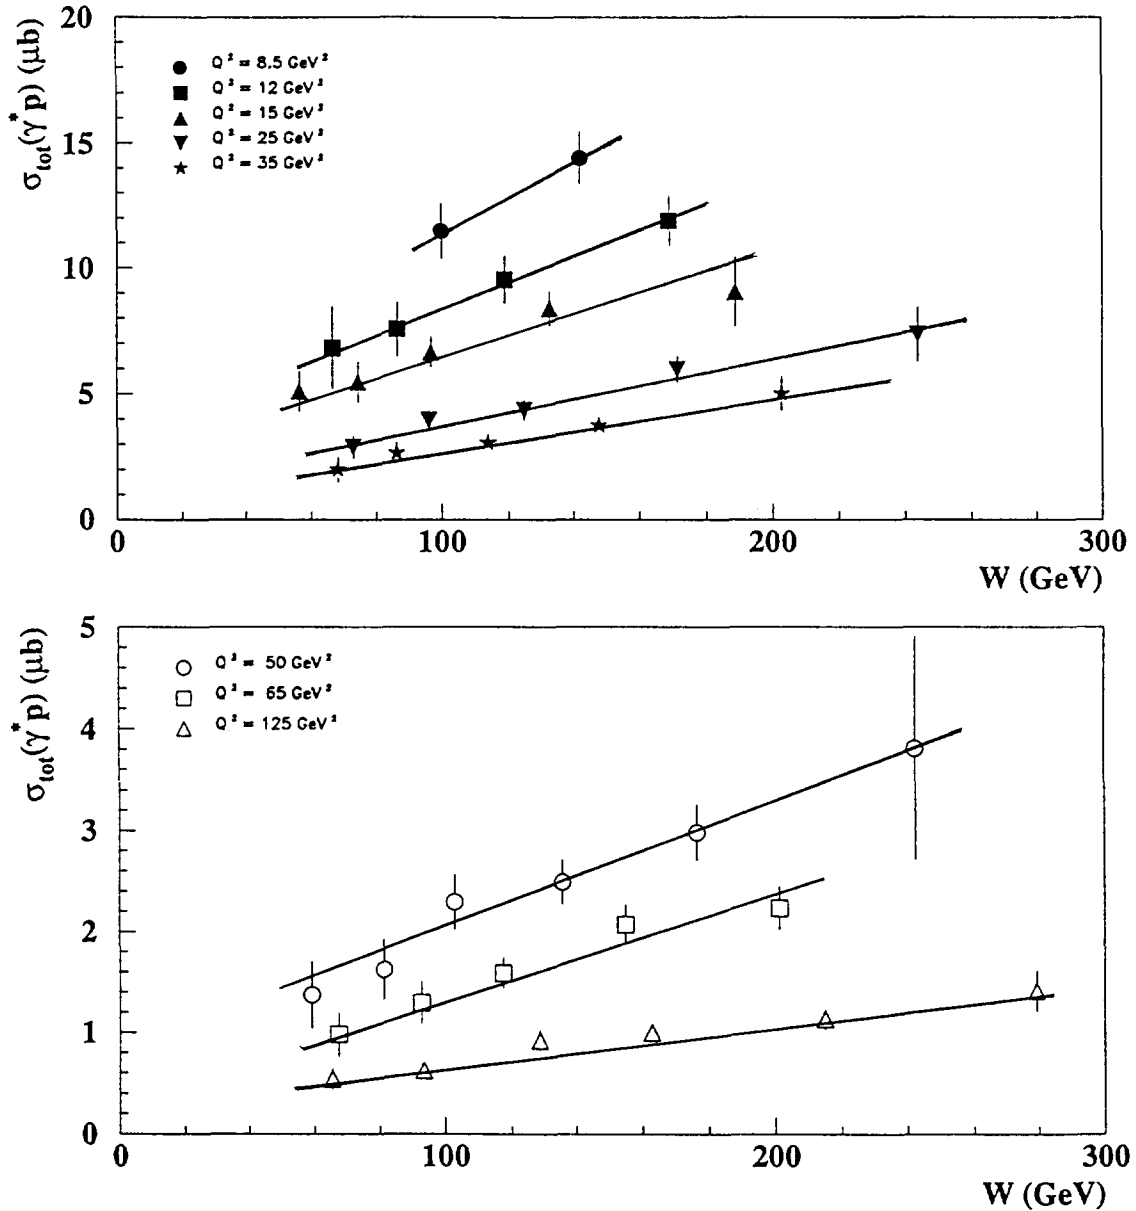 σtot(γ*p) (μb)
20
15
10
5
0
● Q² = 8.5 GeV²
■ Q² = 12 GeV²
▲ Q² = 15 GeV²
▼ Q² = 25 GeV²
★ Q² = 35 GeV²
0 100 200 300
W (GeV)
σtot(γ*p) (μb)
5
4
3
2
1
0
○ Q² = 50 GeV²
□ Q² = 65 GeV²
△ Q² = 125 GeV²
0 100 200 300
W (GeV)